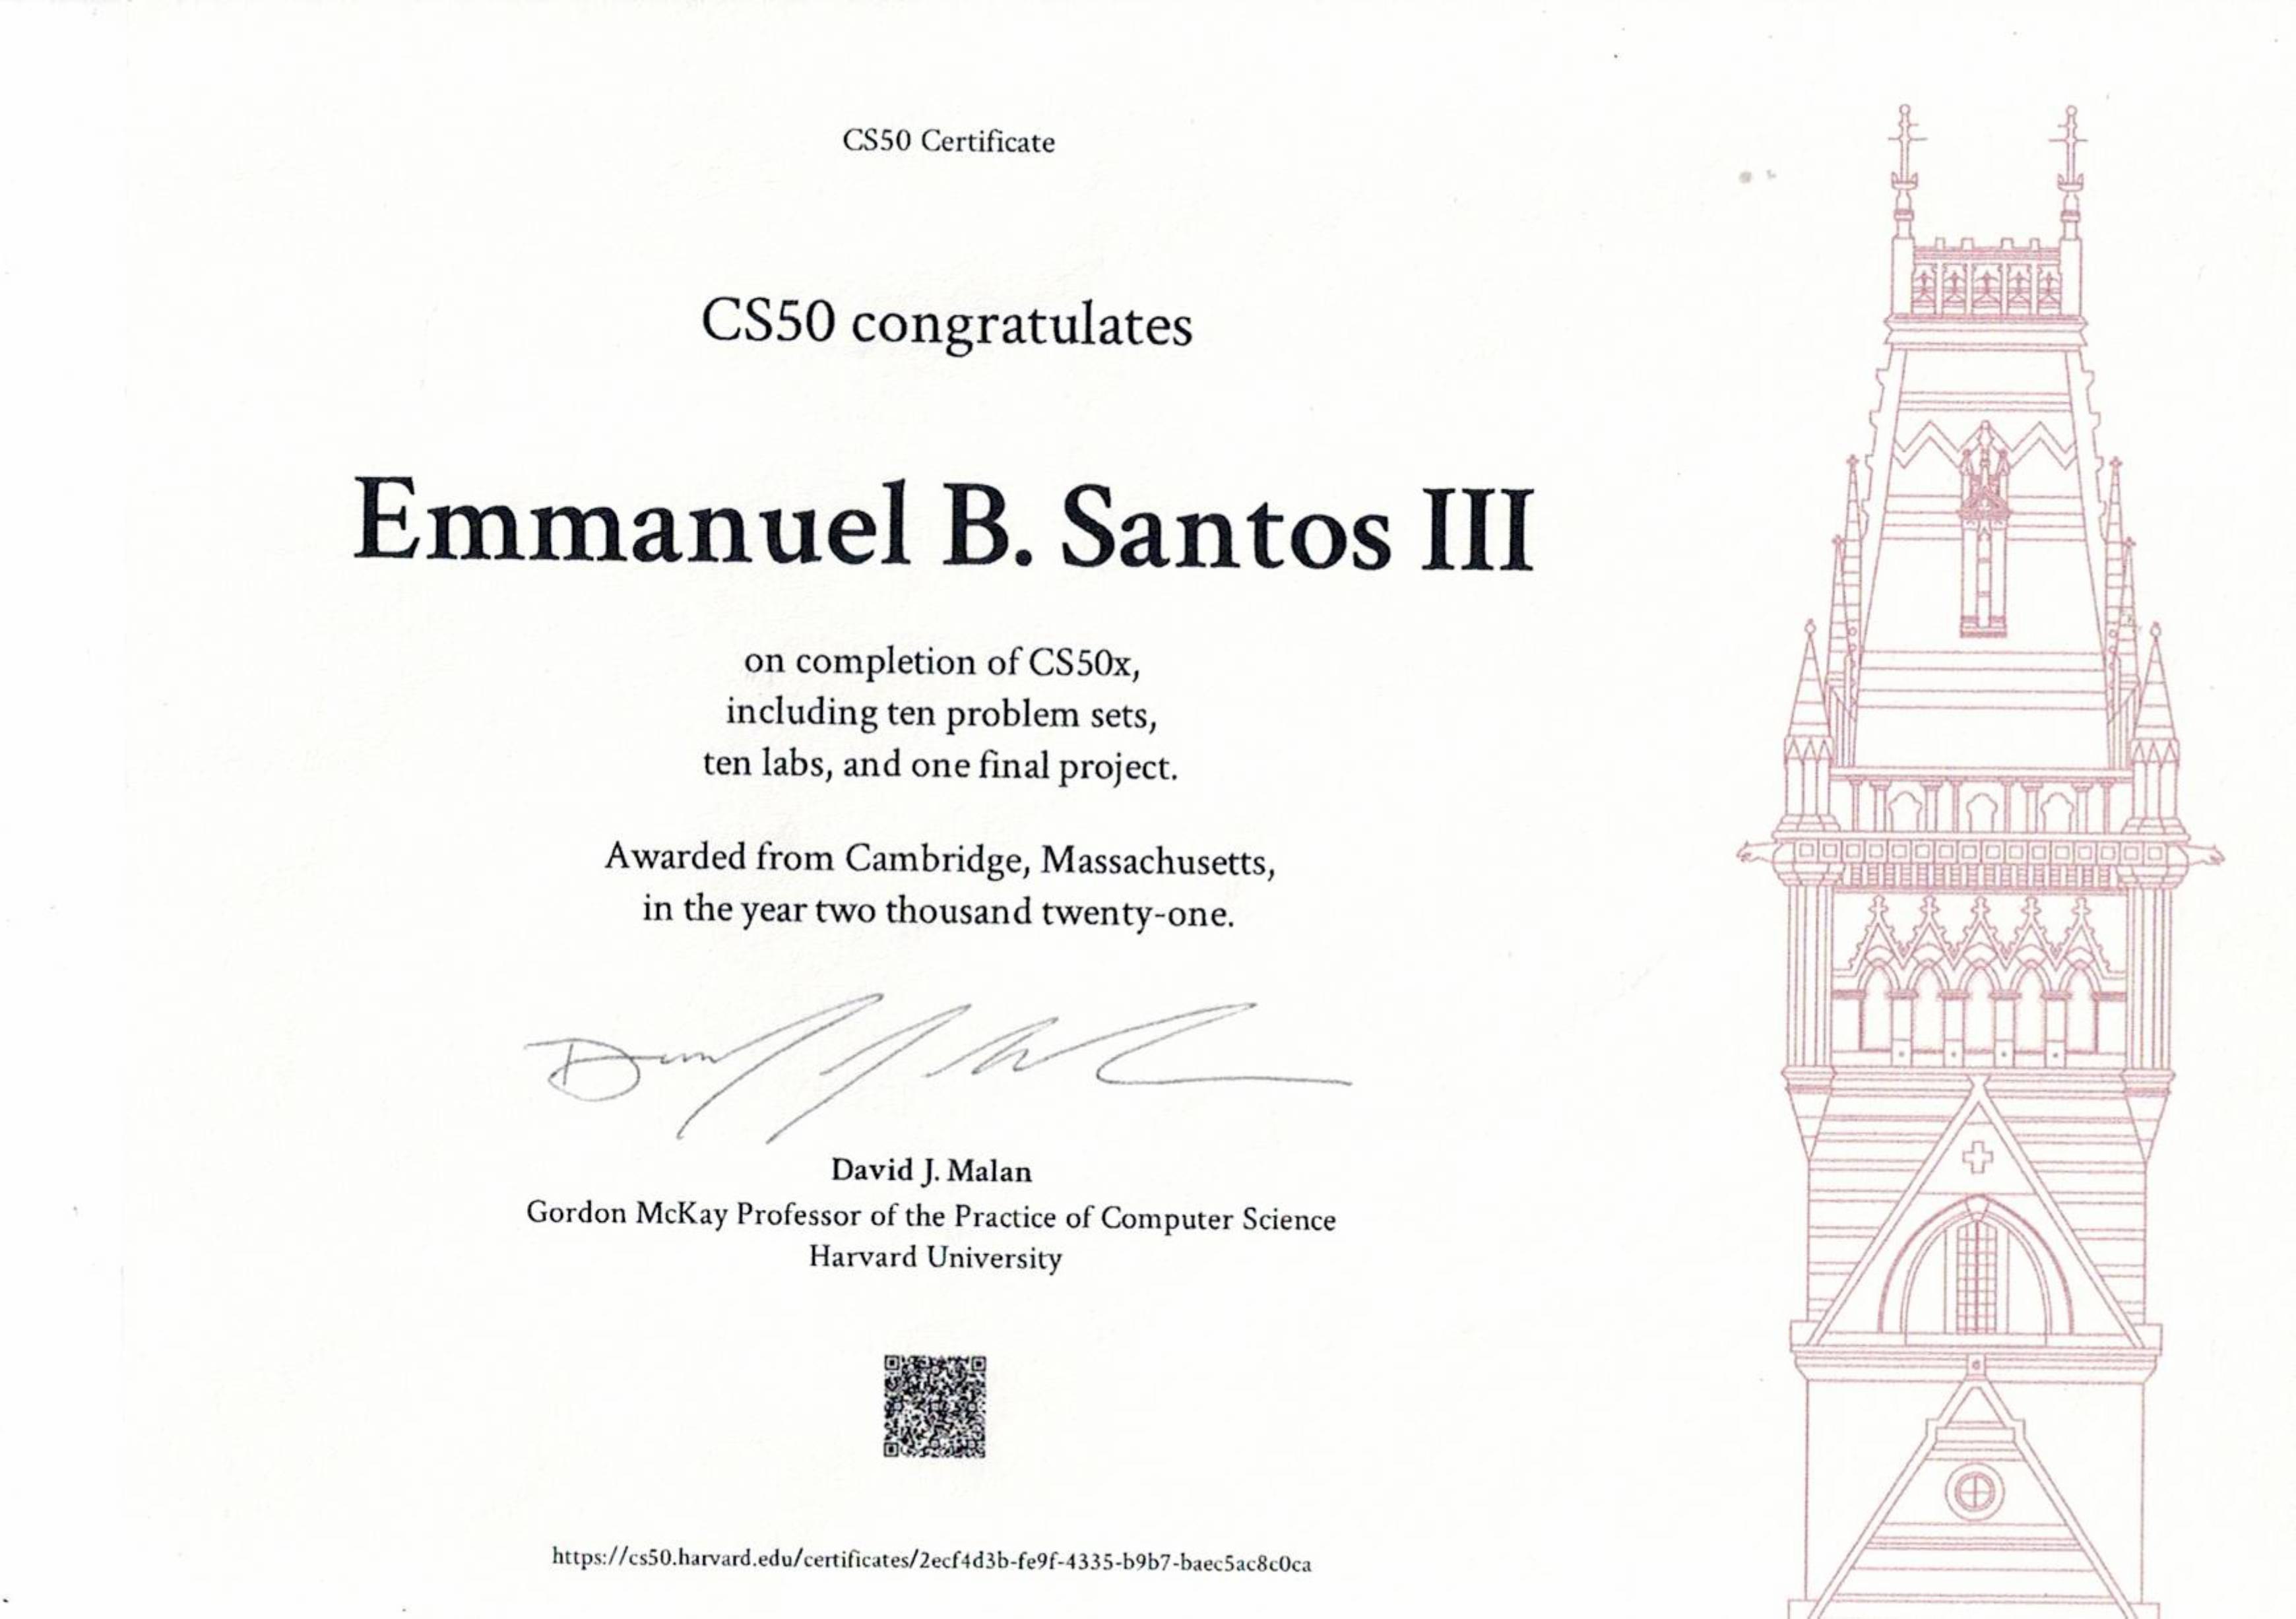 CS50 Certificate
CS50 congratulates
Emmanuel B. Santos III
on completion of CS50x,
including ten problem sets,
ten labs, and one final project.
Awarded from Cambridge, Massachusetts,
in the year two thousand twenty-one.
David J. Malan
Gordon McKay Professor of the Practice of Computer Science
Harvard University
https://cs50.harvard.edu/certificates/2ecf4d3b-fe9f-4335-b9b7-baec5ac8c0ca